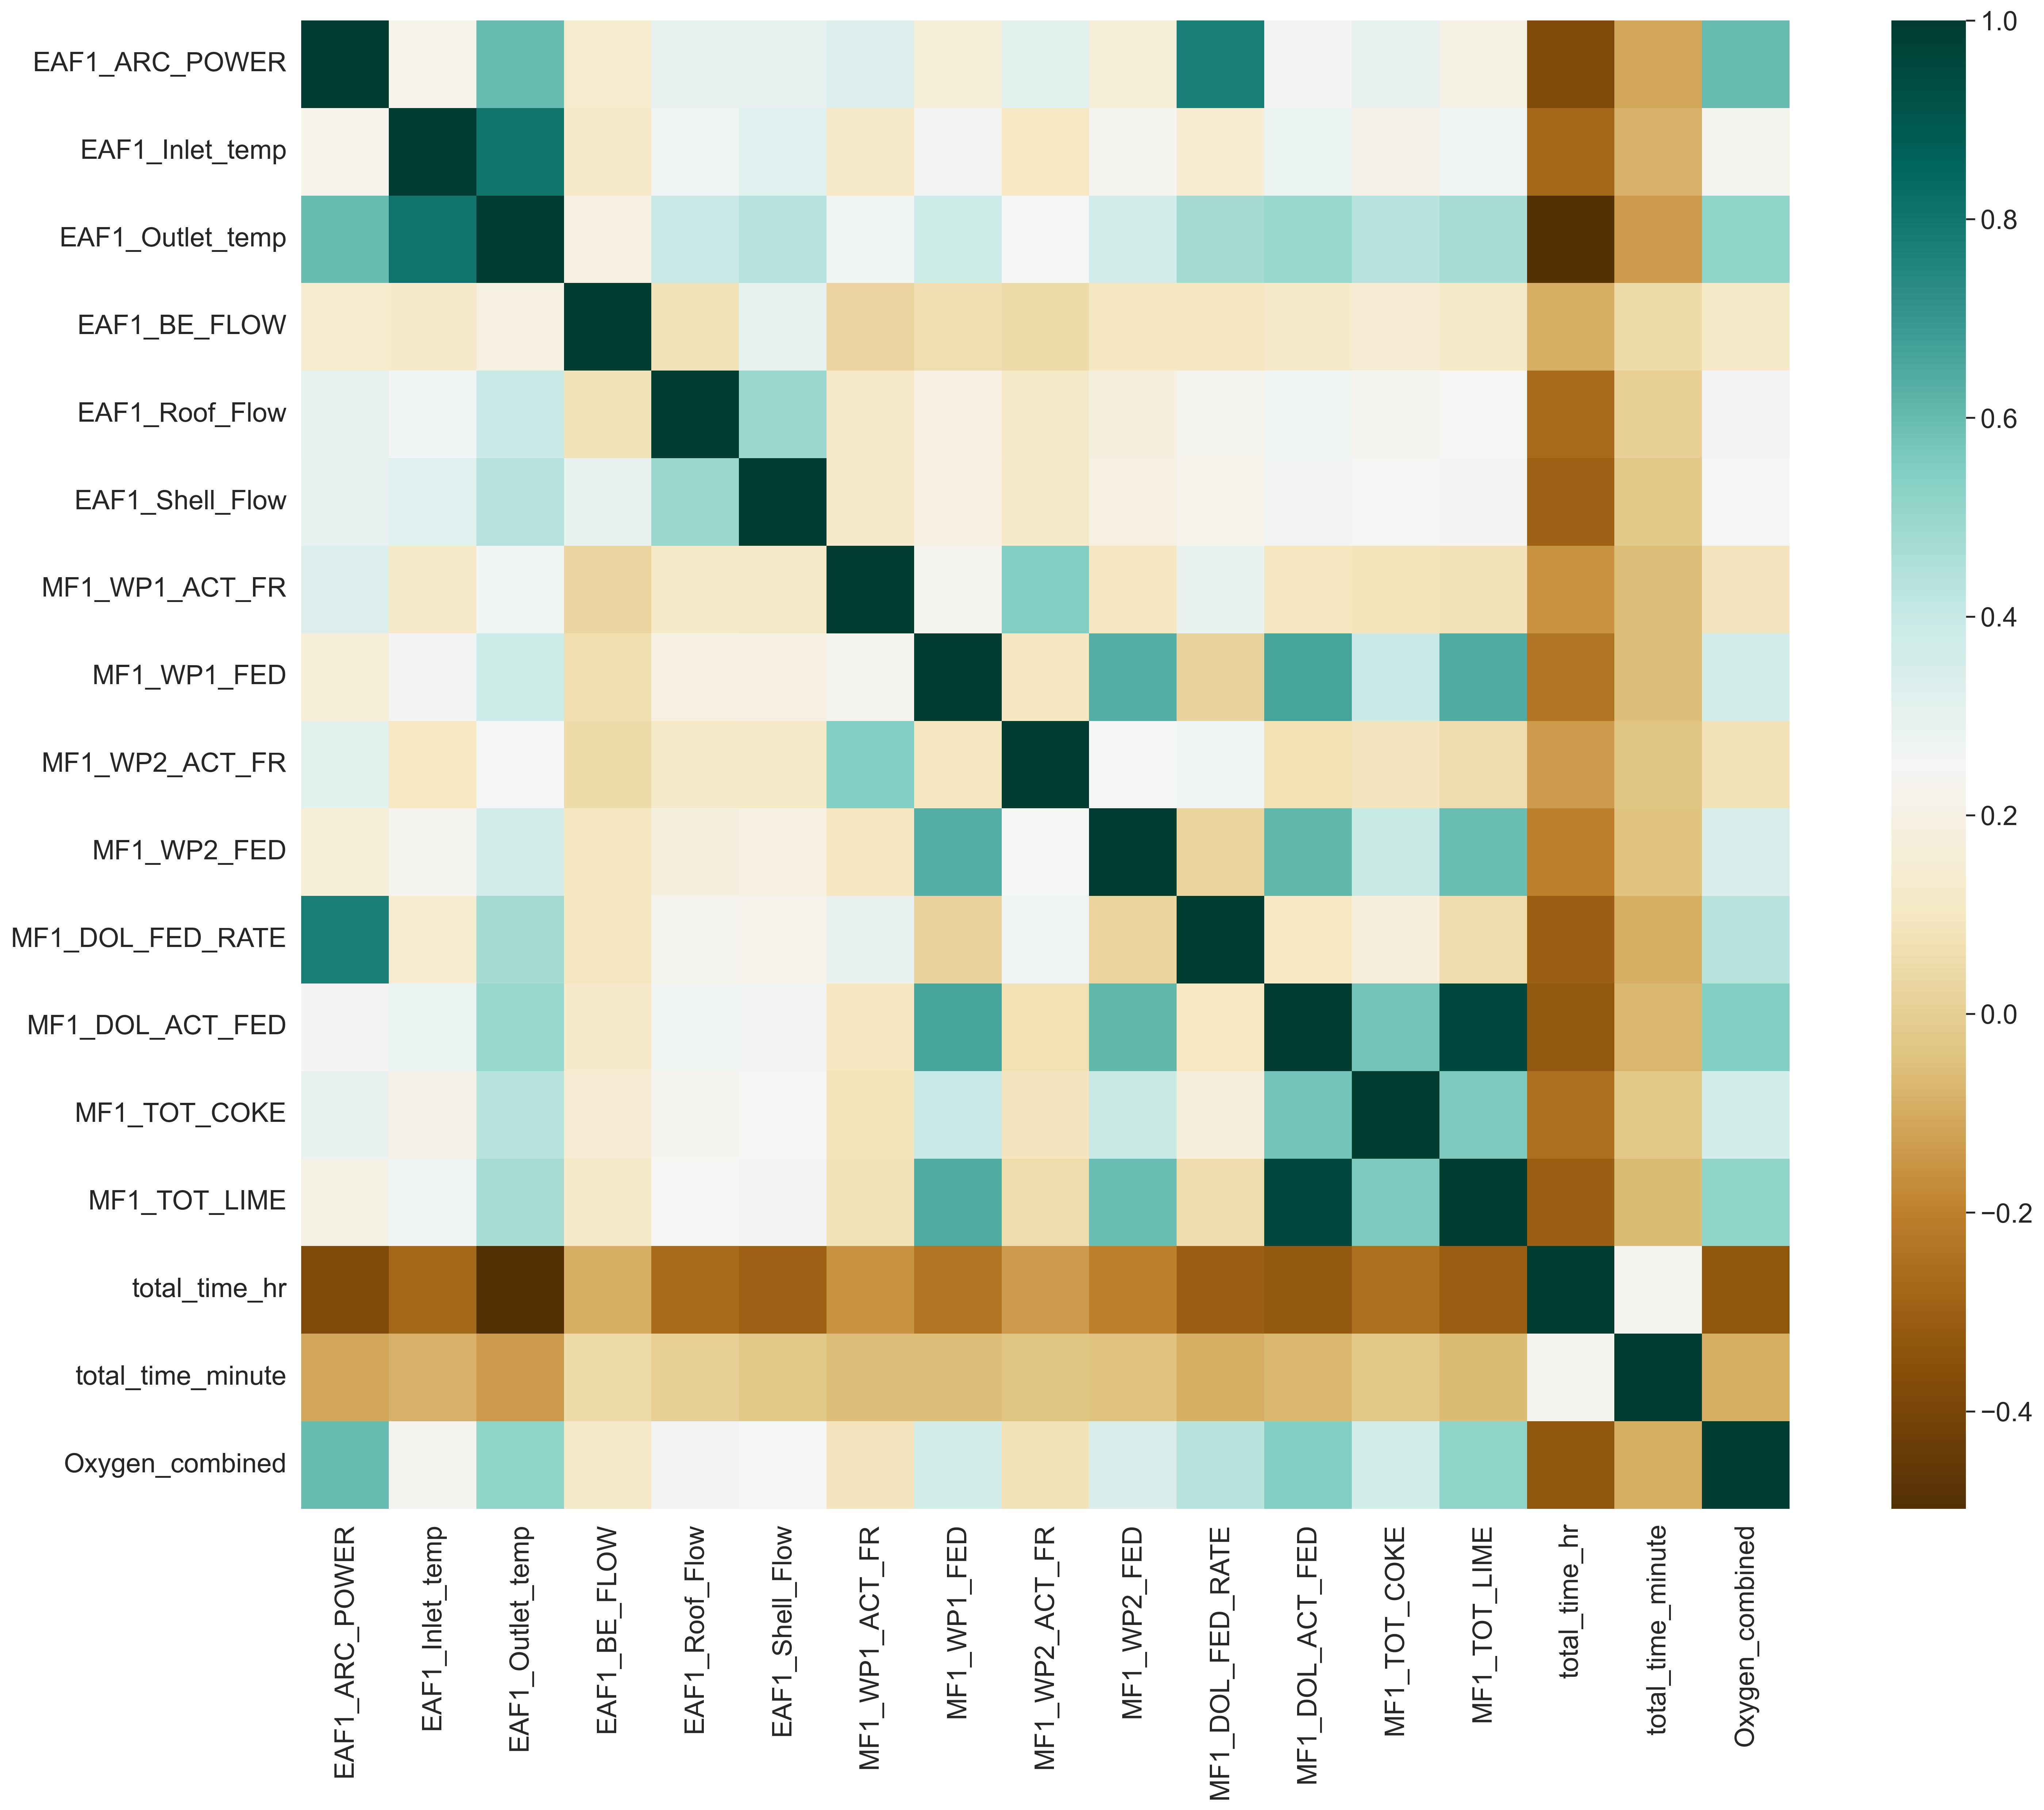 EAF1_ARC_POWER
EAF1_Inlet_temp
EAF1_Outlet_temp
EAF1_BE_FLOW
EAF1_Roof_Flow
EAF1_Shell_Flow
MF1_WP1_ACT_FR
MF1_WP1_FED
MF1_WP2_ACT_FR
MF1_WP2_FED
MF1_DOL_FED_RATE
MF1_DOL_ACT_FED
MF1_TOT_COKE
MF1_TOT_LIME
total_time_hr
total_time_minute
Oxygen_combined
EAF1_ARC_POWER
EAF1_Inlet_temp
EAF1_Outlet_temp
EAF1_BE_FLOW
EAF1_Roof_Flow
EAF1_Shell_Flow
MF1_WP1_ACT_FR
MF1_WP1_FED
MF1_WP2_ACT_FR
MF1_WP2_FED
MF1_DOL_FED_RATE
MF1_DOL_ACT_FED
MF1_TOT_COKE
MF1_TOT_LIME
total_time_hr
total_time_minute
Oxygen_combined
1.0
0.8
0.6
0.4
0.2
0.0
−0.2
−0.4